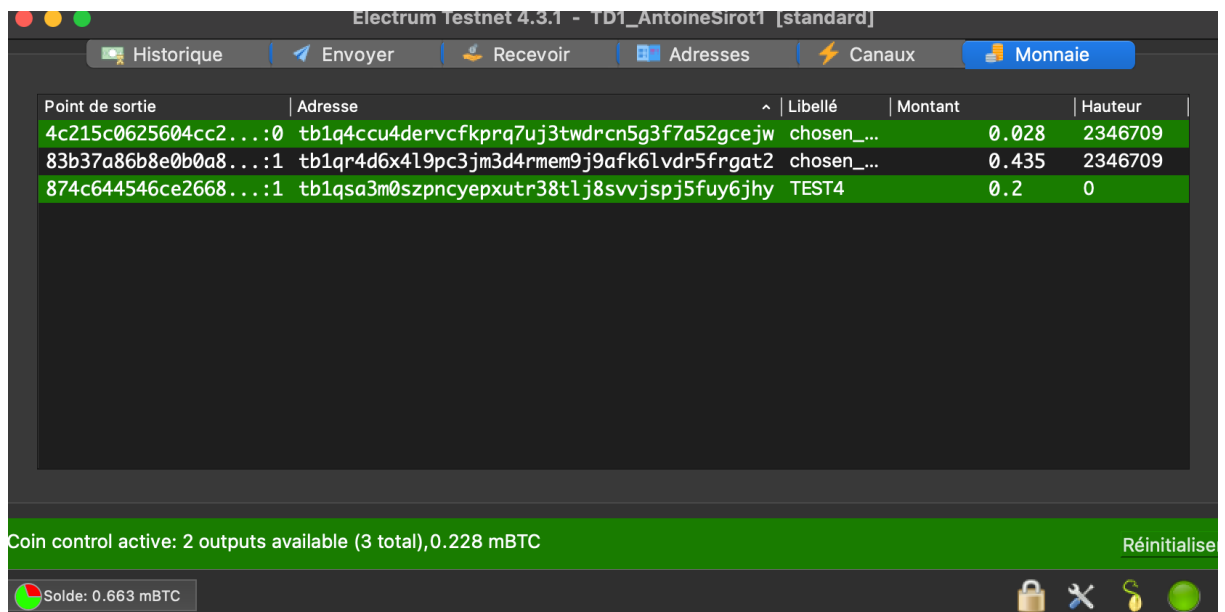 Electrum Testnet 4.3.1 - TD1_AntoineSirot1 [standard]
Historique Envoyer Recevoir Adresses Canaux Monnaie
Point de sortie Adresse Libellé Montant Hauteur
4c215c0625604cc2...:0 tb1q4ccu4dervcfkprq7uj3twdrcn5g3f7a52gcejw chosen_... 0.028 2346709
83b37a86b8e0b0a8...:1 tb1qr4d6x4l9pc3jm3d4rmem9j9afk6lvdr5frgat2 chosen_... 0.435 2346709
874c644546ce2668...:1 tb1qsa3m0szpncyepxutr38tlj8svvjspj5fuy6jhy TEST4 0.2 0
Coin control active: 2 outputs available (3 total),0.228 mBTC Réinitialiser
Solde: 0.663 mBTC